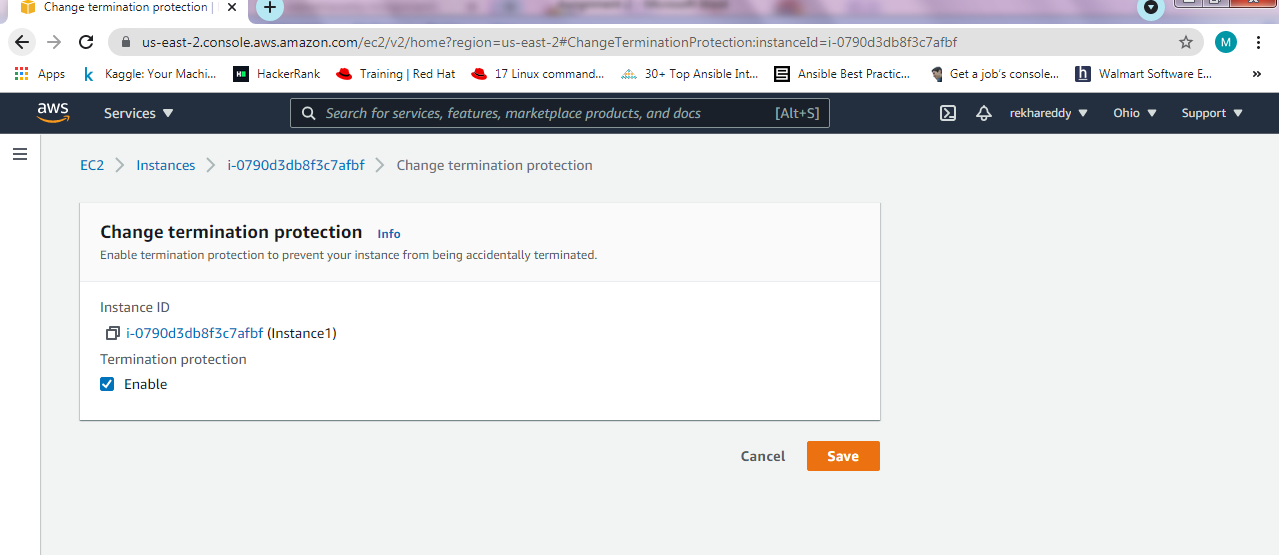 Change termination protection |
us-east-2.console.aws.amazon.com/ec2/v2/home?region=us-east-2#ChangeTerminationProtection:instanceId=i-0790d3db8f3c7afbf
M
Apps Kaggle: Your Machi... HackerRank Training | Red Hat 17 Linux command... 30+ Top Ansible Int... Ansible Best Practic... Get a job's console... Walmart Software E... »
aws Services Search for services, features, marketplace products, and docs [Alt+S] rekhareddy Ohio Support
EC2 Instances i-0790d3db8f3c7afbf Change termination protection
Change termination protection Info
Enable termination protection to prevent your instance from being accidentally terminated.
Instance ID
i-0790d3db8f3c7afbf (Instance1)
Termination protection
Enable
Cancel Save